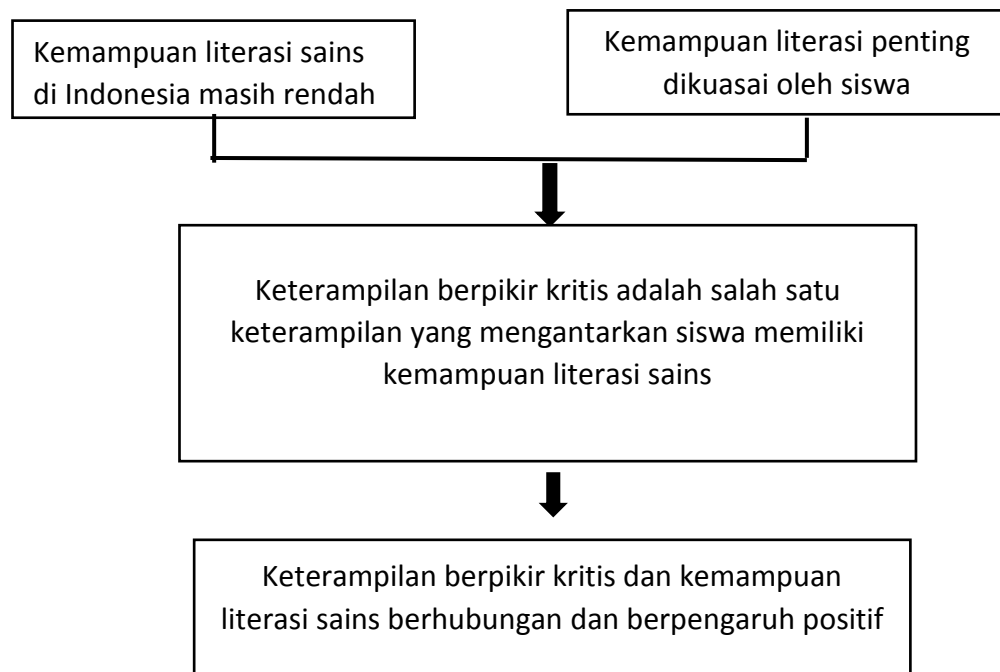 Kemampuan literasi sains
di Indonesia masih rendah
Kemampuan literasi penting
dikuasai oleh siswa
Keterampilan berpikir kritis adalah salah satu
keterampilan yang mengantarkan siswa memiliki
kemampuan literasi sains
Keterampilan berpikir kritis dan kemampuan
literasi sains berhubungan dan berpengaruh positif